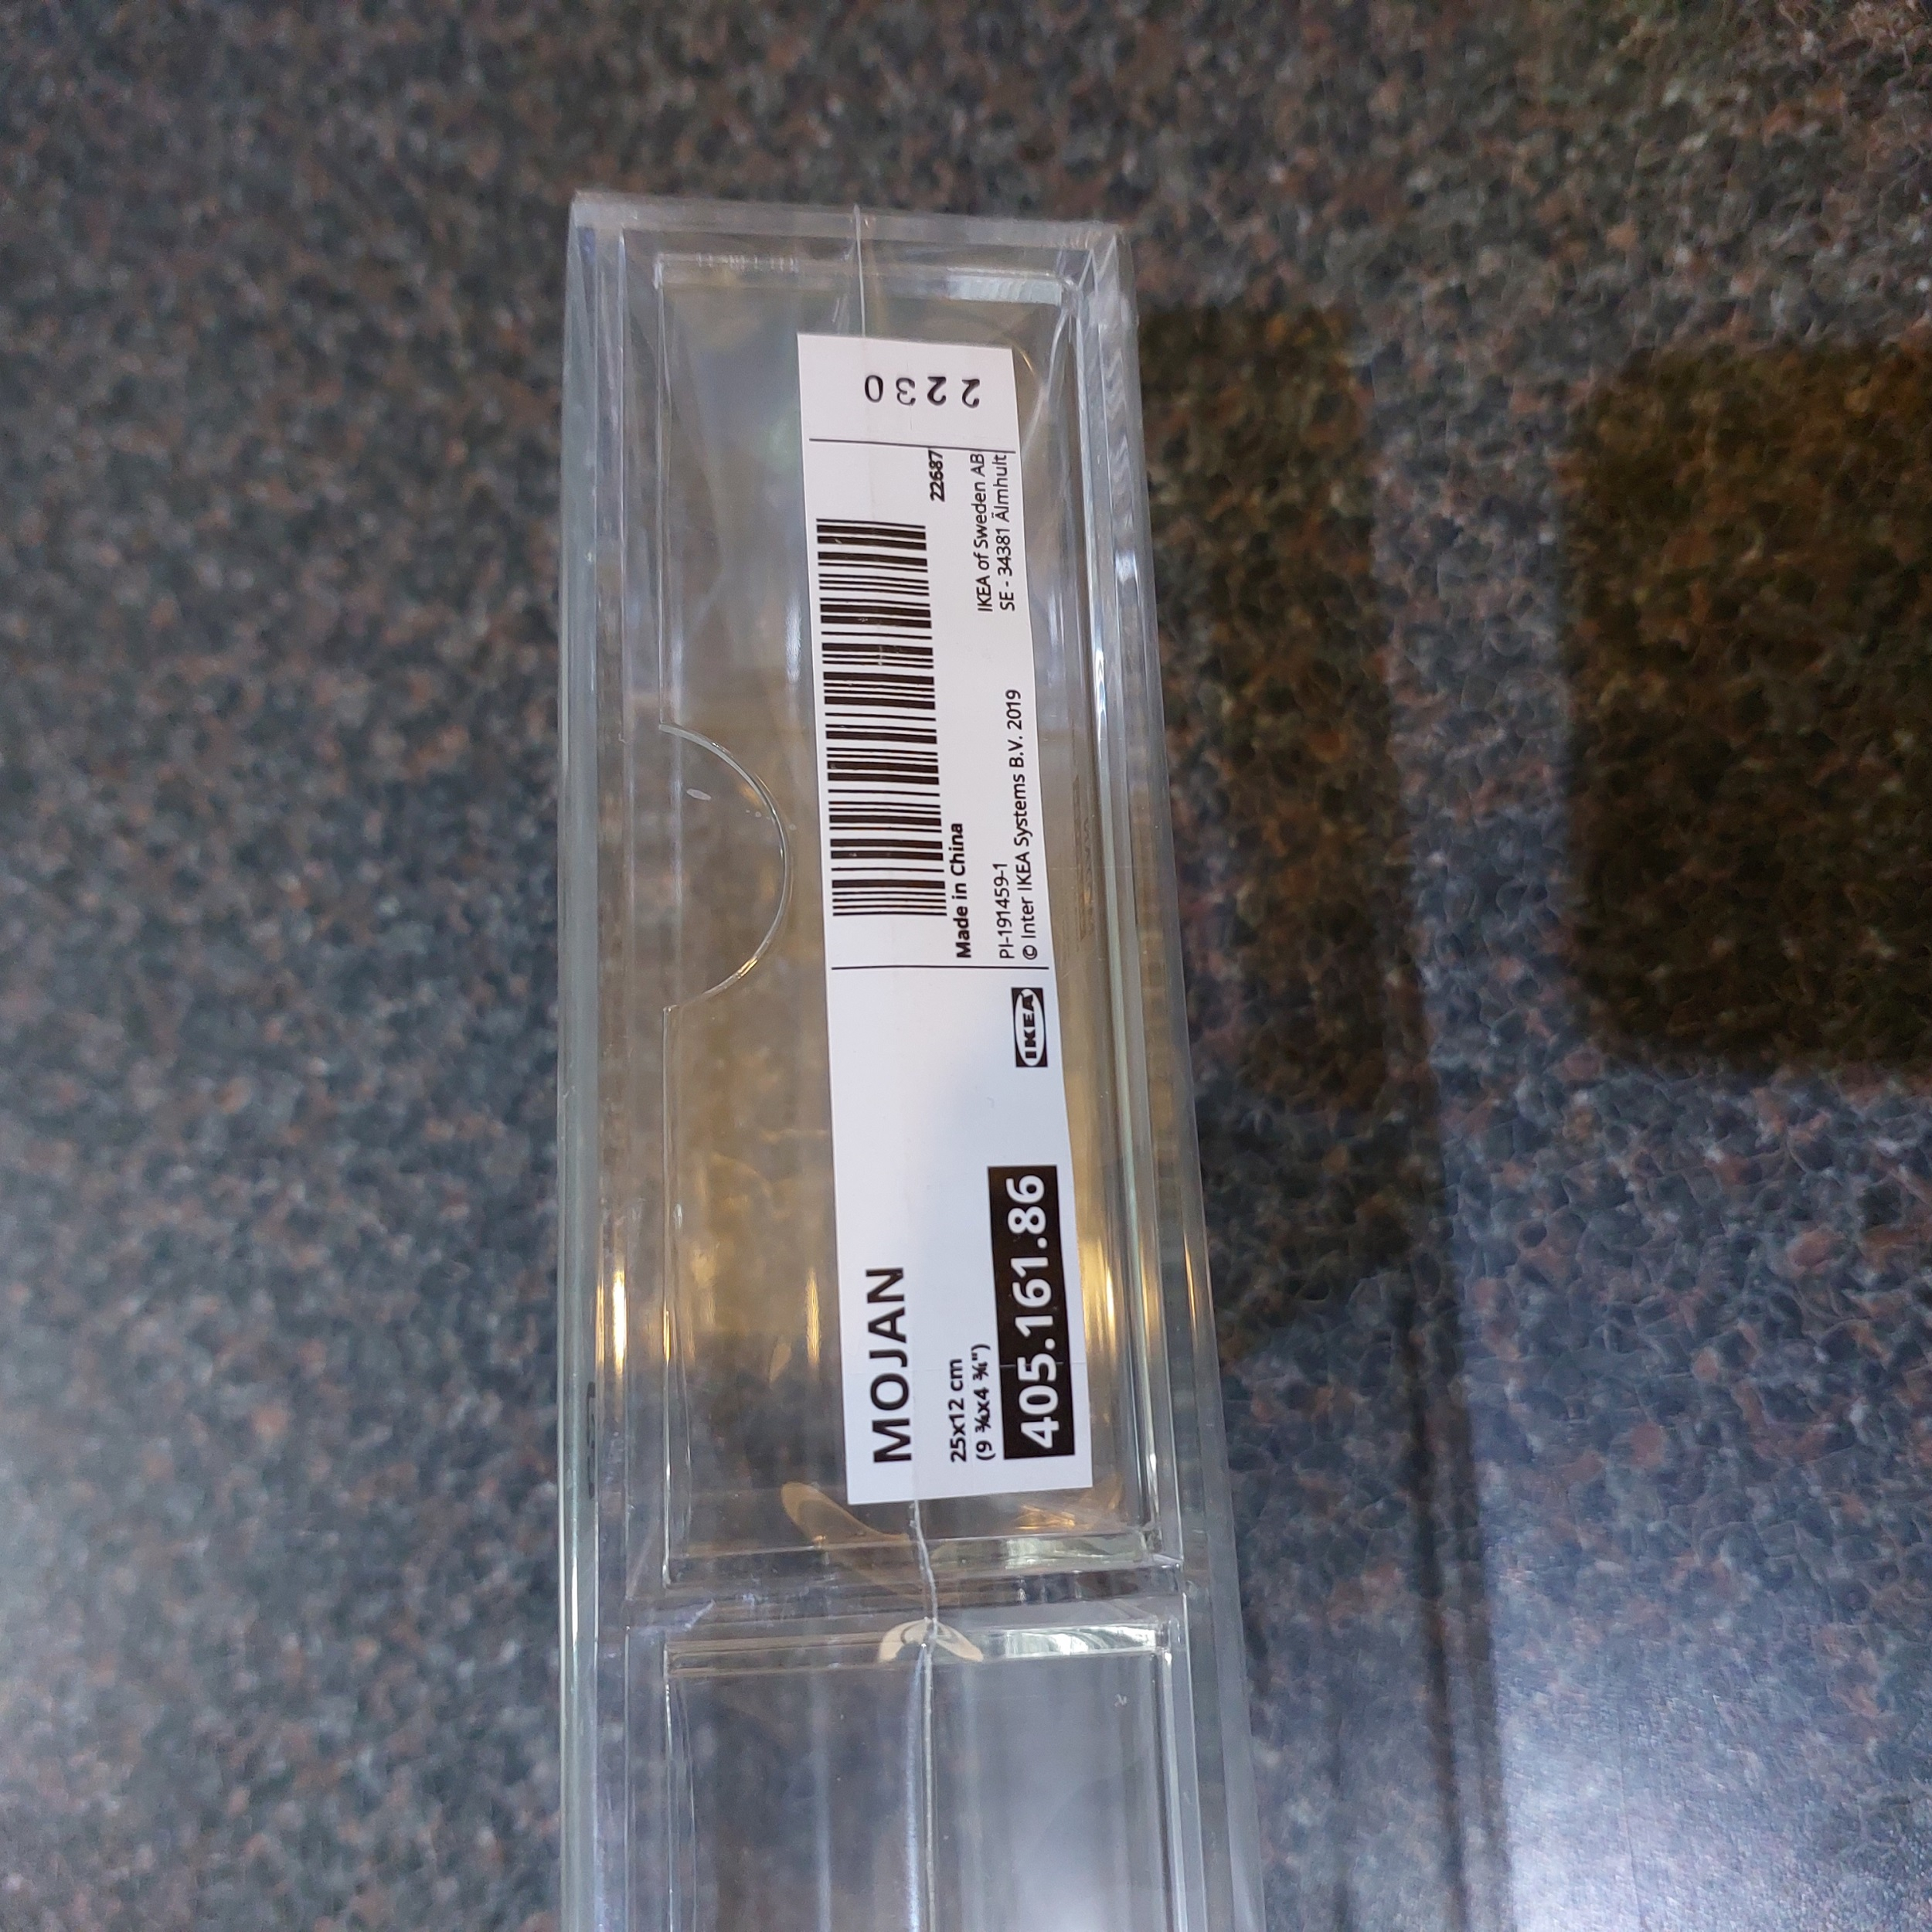 MOJAN
25x12 cm
(9 ¾x4 ¾")
405.161.86
IKEA
22687
Made in China
PI-191459-1
© Inter IKEA Systems B.V. 2019
IKEA of Sweden AB
SE - 34381 Älmhult
2230